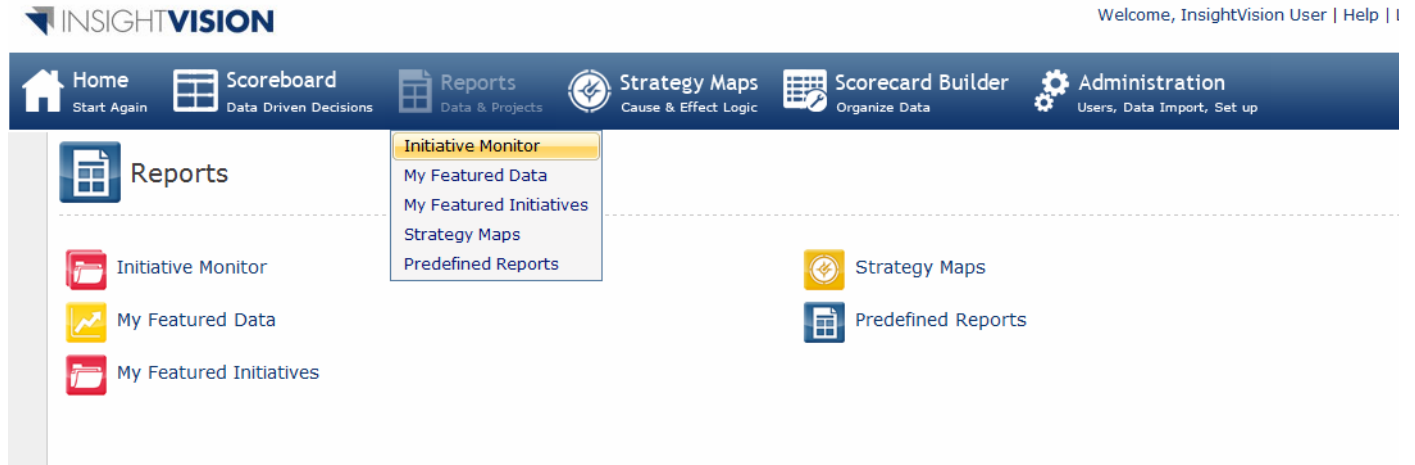 INSIGHTVISION
Welcome, InsightVision User | Help |
Home
Start Again
Scoreboard
Data Driven Decisions
Reports
Data & Projects
Strategy Maps
Cause & Effect Logic
Scorecard Builder
Organize Data
Administration
Users, Data Import, Set up
Initiative Monitor
My Featured Data
My Featured Initiatives
Strategy Maps
Predefined Reports
Reports
Initiative Monitor
My Featured Data
My Featured Initiatives
Strategy Maps
Predefined Reports